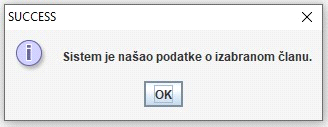 SUCCESS
Sistem je našao podatke o izabranom članu.
OK